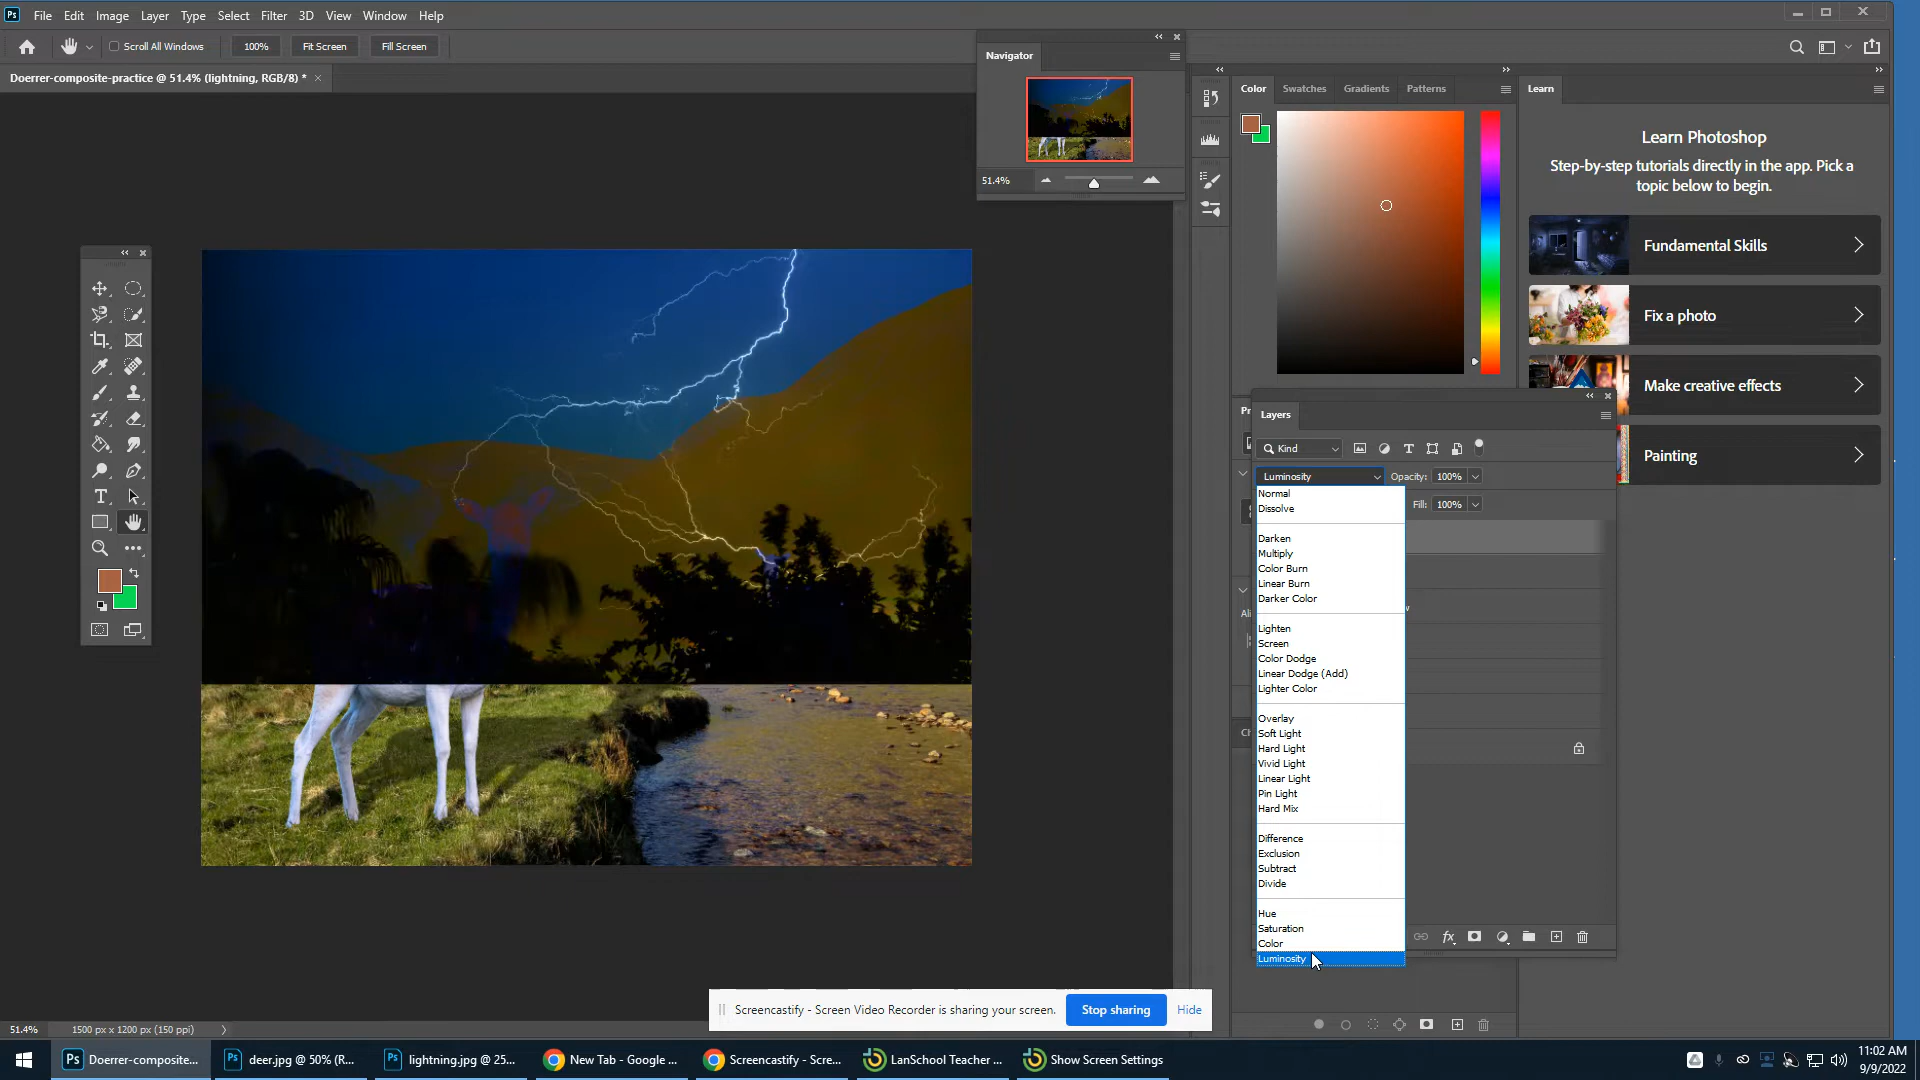 Ps File Edit Image Layer Type Select Filter 3D View Window Help
Scroll All Windows 100% Fit Screen Fill Screen
Doerrer-composite-practice @ 51.4% (lightning, RGB/8) *
Navigator
51.4%
Color Swatches Gradients Patterns
Learn
Learn Photoshop
Step-by-step tutorials directly in the app. Pick a
topic below to begin.
Fundamental Skills
Fix a photo
Make creative effects
Painting
Pr
Layers
Kind
Luminosity Opacity: 100%
Fill: 100%
Normal
Dissolve
Darken
Multiply
Color Burn
Linear Burn
Darker Color
Lighten
Screen
Color Dodge
Linear Dodge (Add)
Lighter Color
Overlay
Soft Light
Hard Light
Vivid Light
Linear Light
Pin Light
Hard Mix
Difference
Exclusion
Subtract
Divide
Hue
Saturation
Color
Luminosity
fx
Screencastify - Screen Video Recorder is sharing your screen. Stop sharing Hide
51.4% 1500 px x 1200 px (150 ppi)
Ps Doerrer-composite... Ps deer.jpg @ 50% (R... Ps lightning.jpg @ 25... New Tab - Google ... Screencastify - Scre... LanSchool Teacher ... Show Screen Settings
11:02 AM
9/9/2022